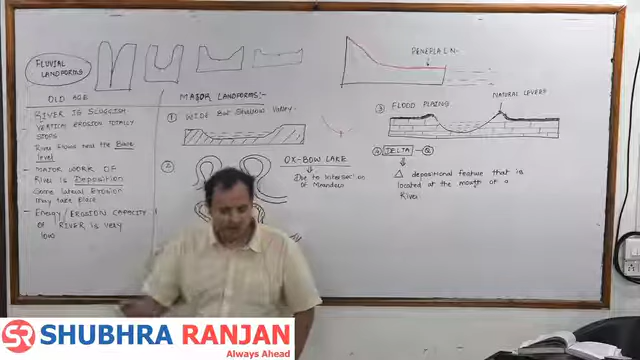 FLUVIAL
LANDFORMS
OLD AGE
RIVER IS SLUGGISH
VERTICAL EROSION TOTALLY
STOPS
River flows near the Base
level
- MAJOR WORK OF
River is Deposition
Some lateral Erosion
May take Place
- Energy/EROSION CAPACITY
OF RIVER IS VERY
low
MAJOR LANDFORMS:-
① WIDE But Shallow Valley
②
OX-BOW LAKE
Due to Intersection
Of Meanders
PENEPLAIN
③ FLOOD PLAINS
NATURAL LEVEES
④ DELTA - Q
△ depositional feature that is
located at the mouth of a
River
SR SHUBHRA RANJAN
Always Ahead